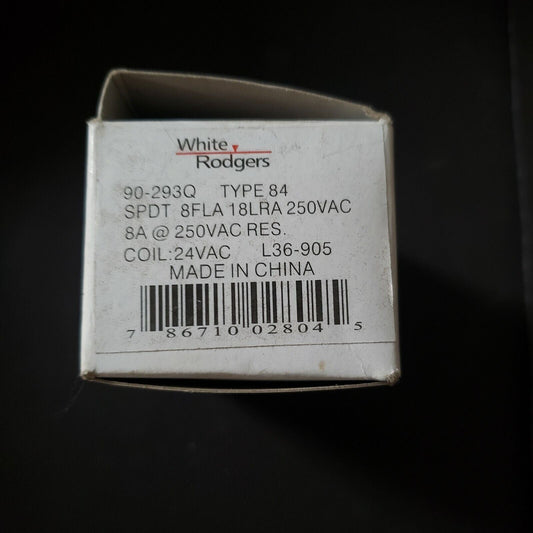 White
Rodgers
90-293Q TYPE 84
SPDT 8FLA 18LRA 250VAC
8A @ 250VAC RES.
COIL:24VAC L36-905
MADE IN CHINA
7 86710 02804 5